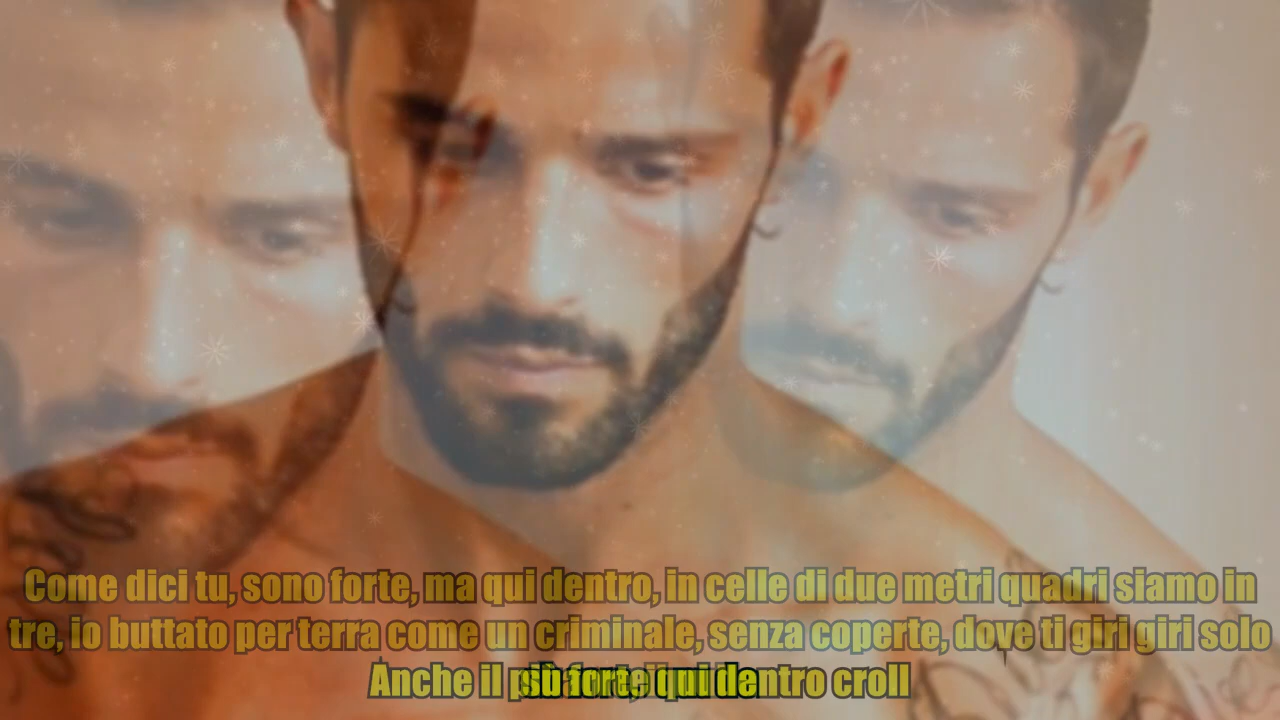 Come dici tu, sono forte, ma qui dentro, in celle di due metri quadri siamo in
tre, io buttato per terra come un criminale, senza coperte, dove ti giri giri solo
Anche il più forte, qui dentro croll